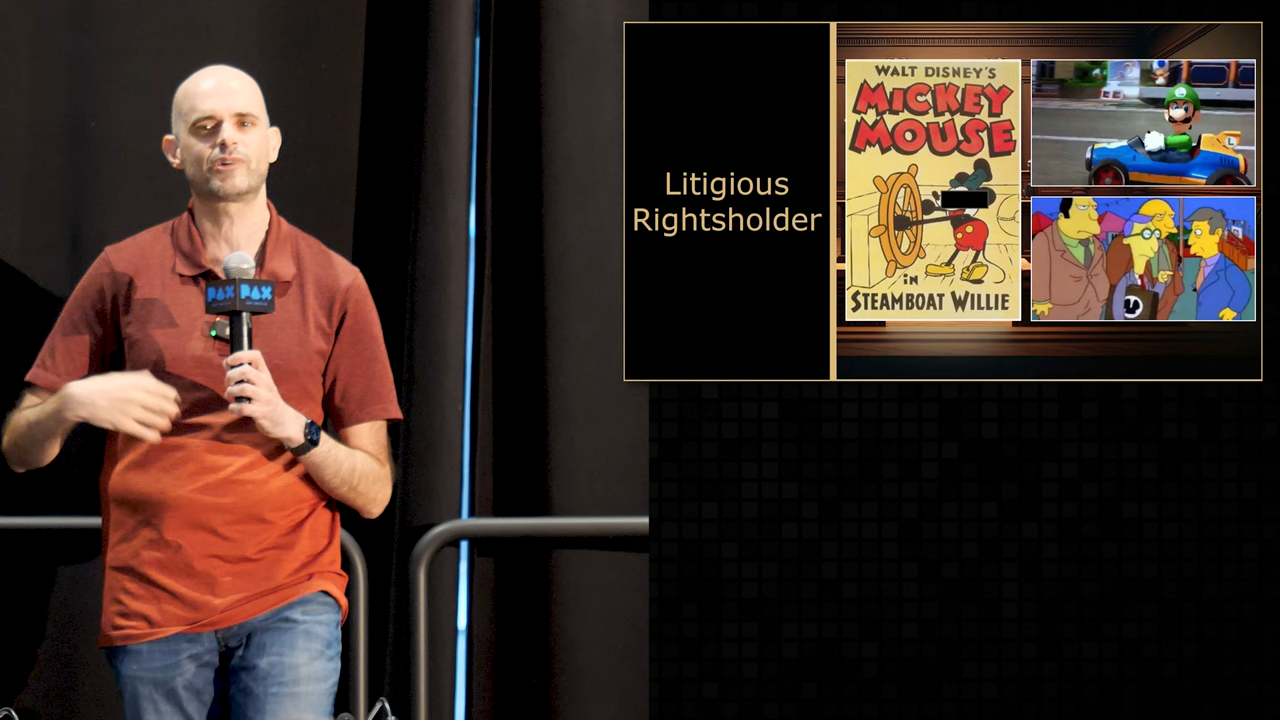 PAX PAX
Litigious
Rightsholder
WALT DISNEY'S
MICKEY
MOUSE
IN
STEAMBOAT WILLIE
L